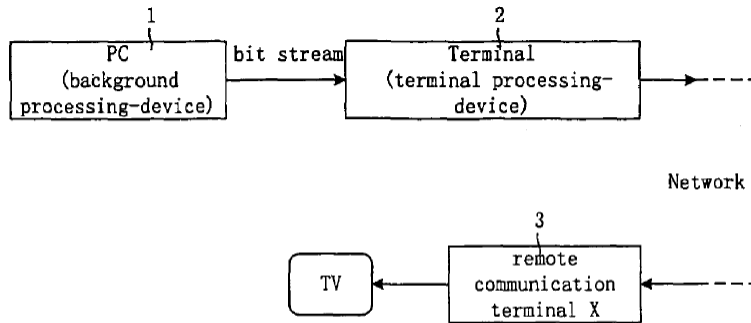 1
PC
(background
processing-device)
bit stream
2
Terminal
(terminal processing-
device)
Network
3
remote
communication
terminal X
TV